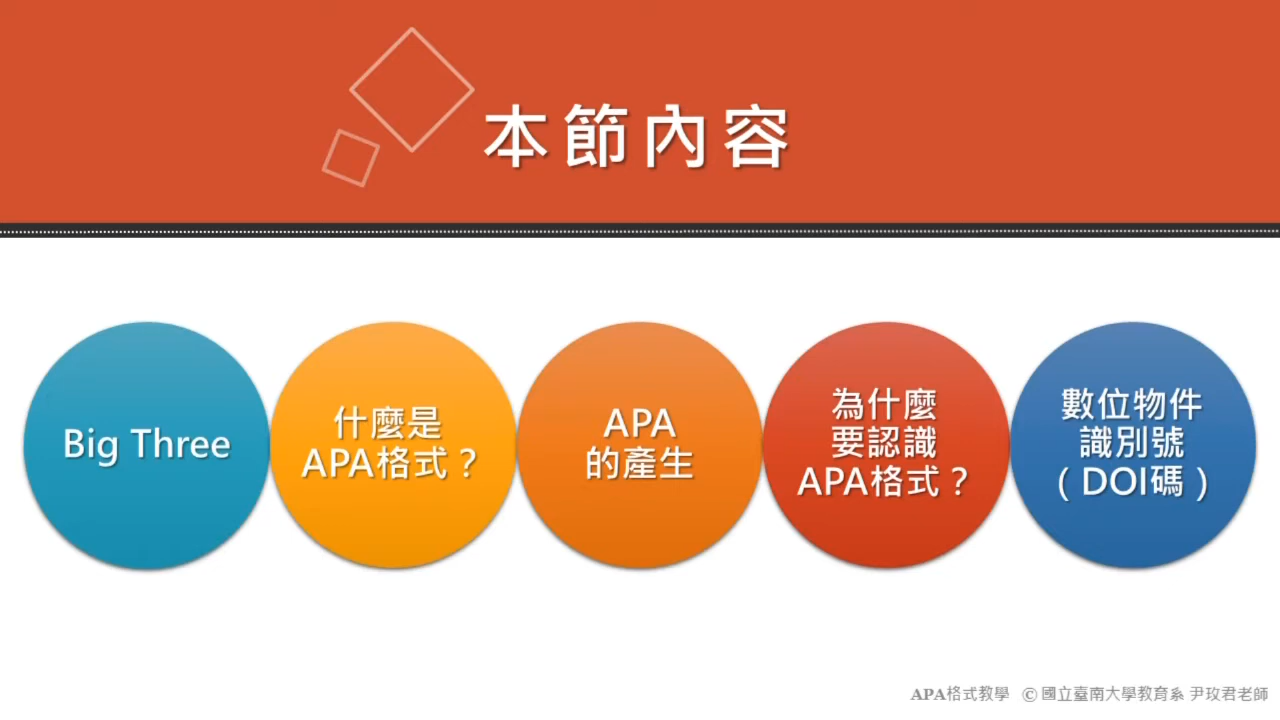 本節內容
Big Three
什麼是
APA格式？
APA
的產生
為什麼
要認識
APA格式？
數位物件
識別號
（DOI碼）
APA格式教學 © 國立臺南大學教育系 尹玫君老師